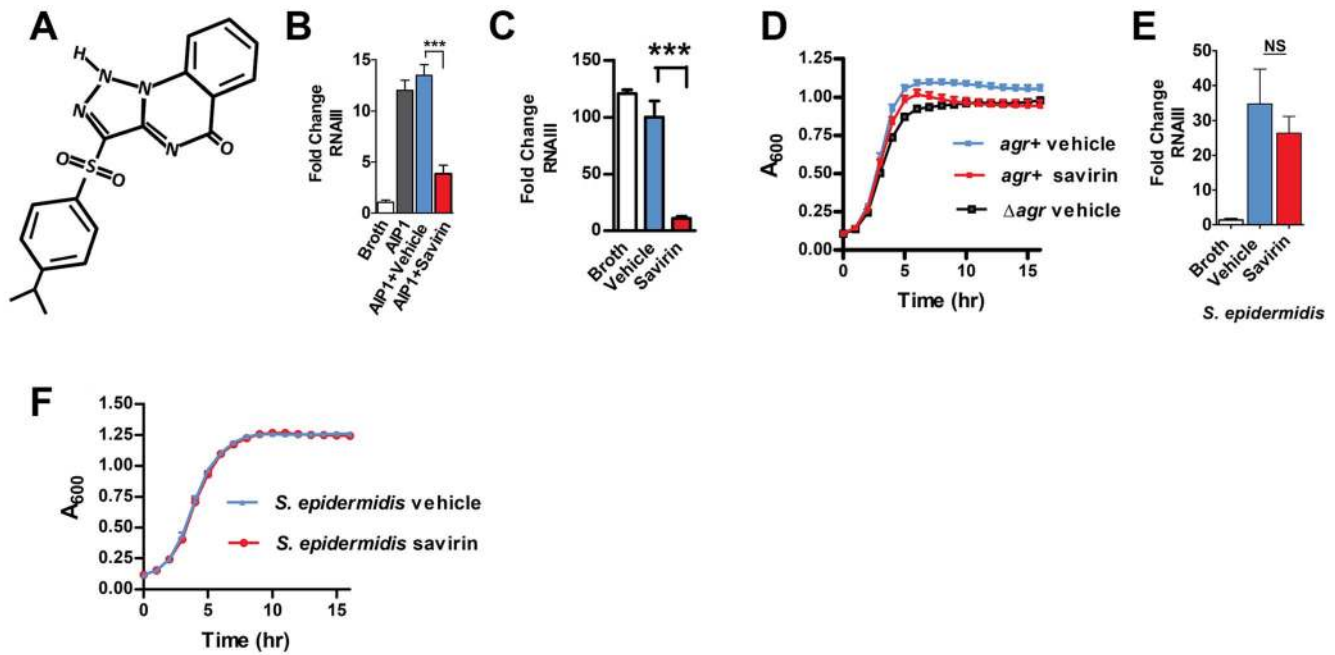 A
H
N
N
N
N
N
O
O
S
O
B
Fold Change
RNAIII
15
10
5
0
***
Broth
AIP1
AIP1+Vehicle
AIP1+Savirin
C
Fold Change
RNAIII
150
100
50
0
***
Broth
Vehicle
Savirin
D
A600
1.25
1.00
0.75
0.50
0.25
0.00
0 5 10 15
Time (hr)
agr+ vehicle
agr+ savirin
Δagr vehicle
E
Fold Change
RNAIII
50
40
30
20
10
0
NS
Broth
Vehicle
Savirin
S. epidermidis
F
A600
1.50
1.25
1.00
0.75
0.50
0.25
0.00
0 5 10 15
Time (hr)
S. epidermidis vehicle
S. epidermidis savirin